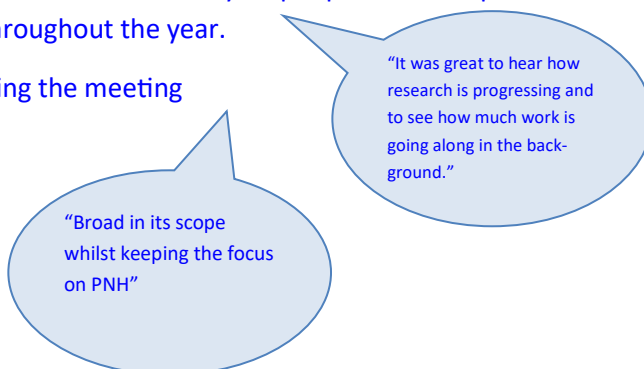 throughout the year.
ing the meeting
“It was great to hear how
research is progressing and
to see how much work is
going along in the back-
ground.”
“Broad in its scope
whilst keeping the focus
on PNH”